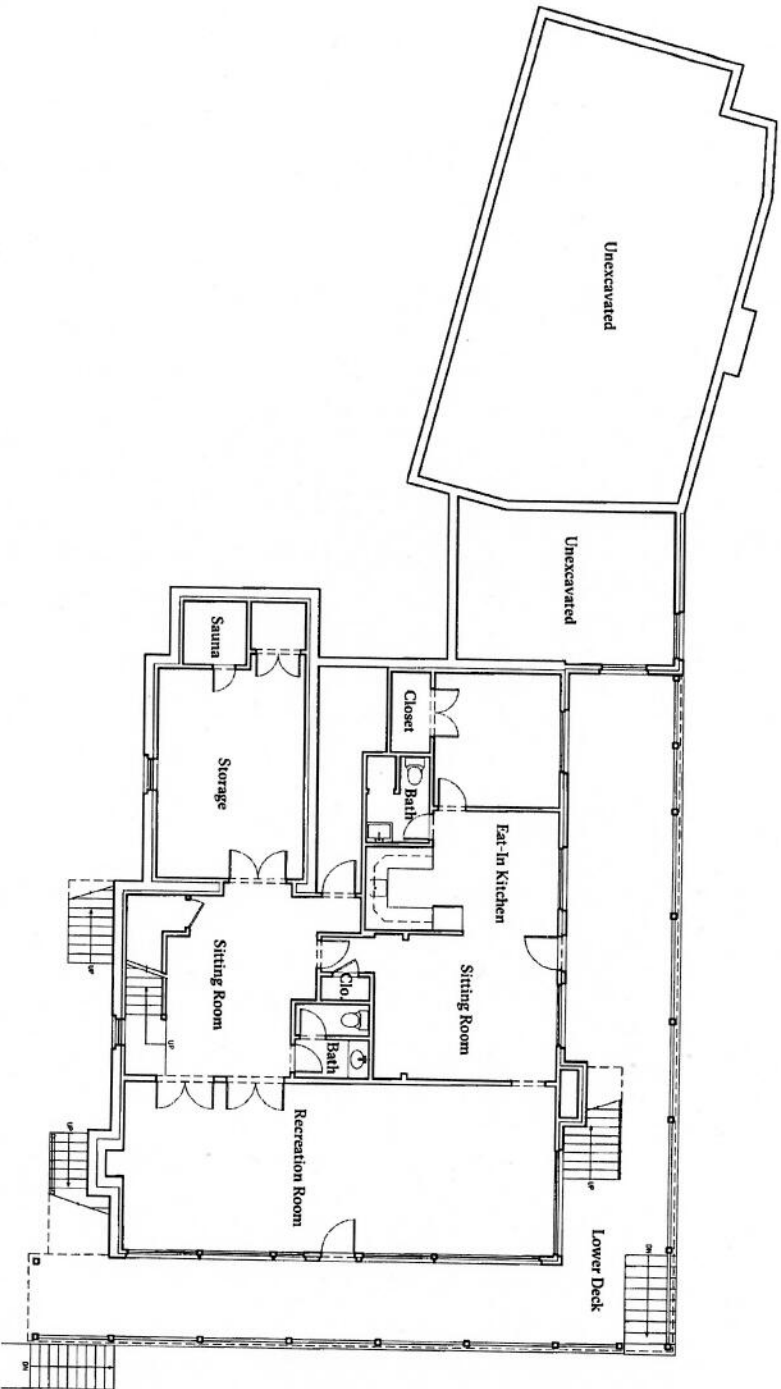 Unexcavated
Unexcavated
Sauna
Storage
Closet
Bath
Eat-In Kitchen
Sitting Room
Sitting Room
Clo.
Bath
Recreation Room
Lower Deck
UP
UP
UP
UP
DN
DN